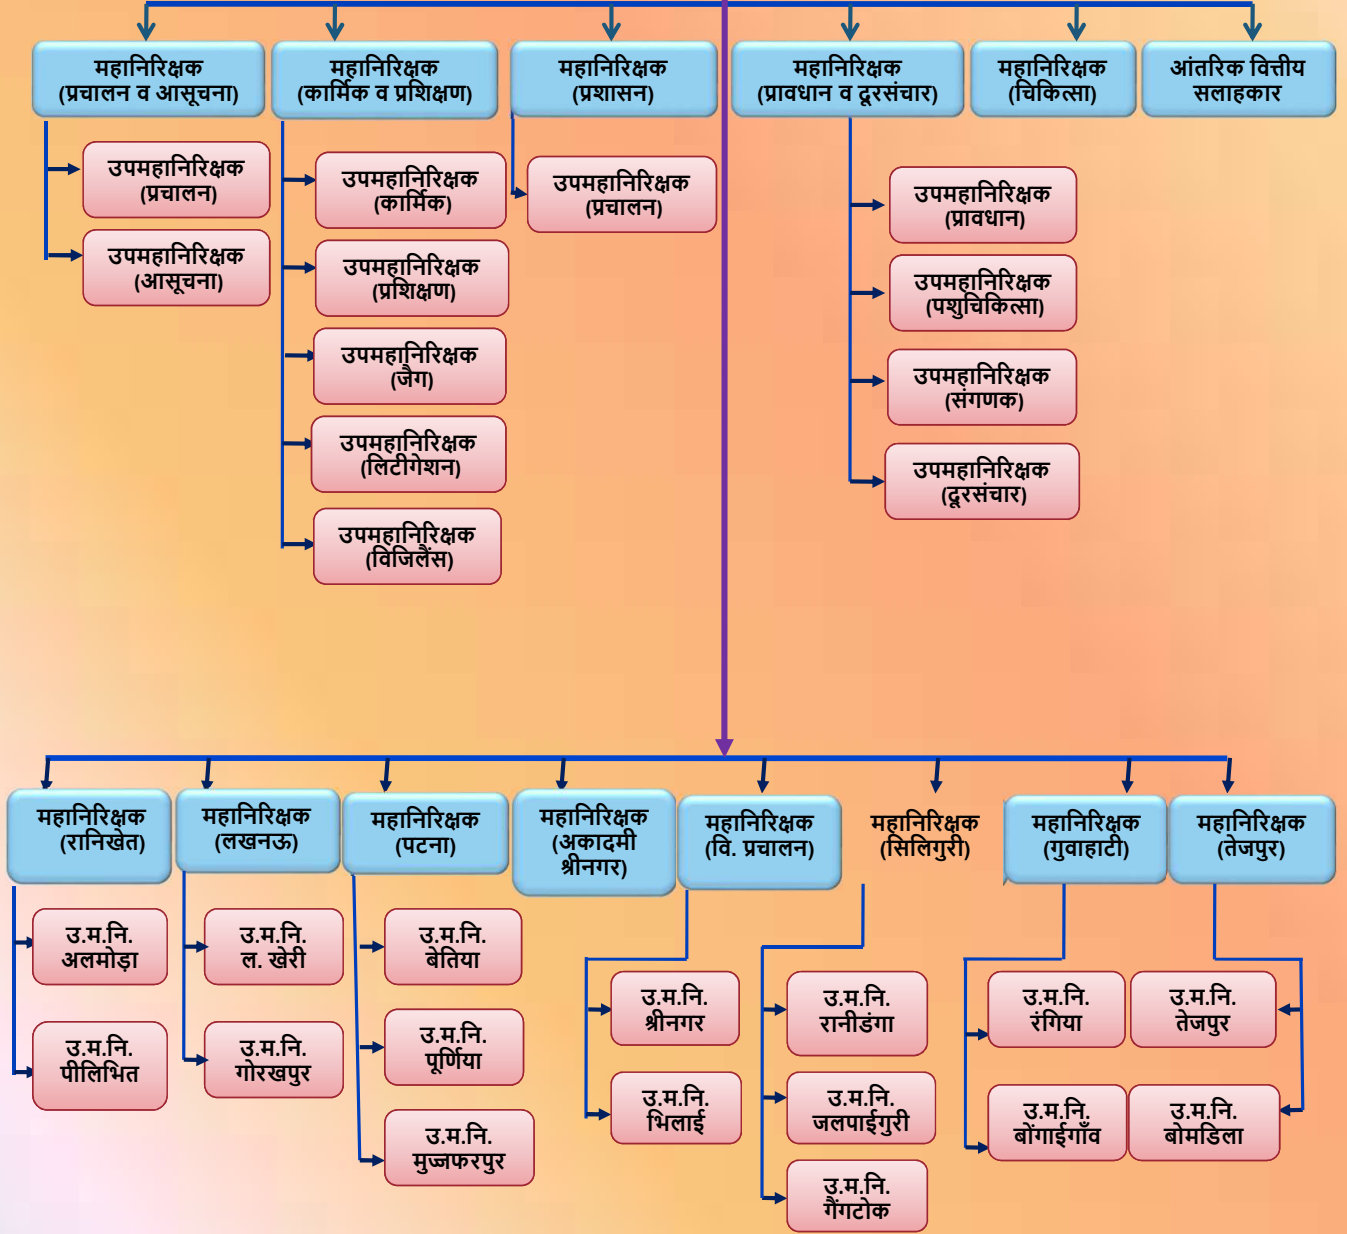 महानिरिक्षक
(प्रचालन व आसूचना)
महानिरिक्षक
(कार्मिक व प्रशिक्षण)
महानिरिक्षक
(प्रशासन)
महानिरिक्षक
(प्रावधान व दूरसंचार)
महानिरिक्षक
(चिकित्सा)
आंतरिक वित्तीय
सलाहकार
उपमहानिरिक्षक
(प्रचालन)
उपमहानिरिक्षक
(आसूचना)
उपमहानिरिक्षक
(कार्मिक)
उपमहानिरिक्षक
(प्रशिक्षण)
उपमहानिरिक्षक
(जैग)
उपमहानिरिक्षक
(लिटीगेशन)
उपमहानिरिक्षक
(विजिलैंस)
उपमहानिरिक्षक
(प्रचालन)
उपमहानिरिक्षक
(प्रावधान)
उपमहानिरिक्षक
(पशुचिकित्सा)
उपमहानिरिक्षक
(संगणक)
उपमहानिरिक्षक
(दूरसंचार)
महानिरिक्षक
(रानिखेत)
महानिरिक्षक
(लखनऊ)
महानिरिक्षक
(पटना)
महानिरिक्षक
(अकादमी
श्रीनगर)
महानिरिक्षक
(वि. प्रचालन)
महानिरिक्षक
(सिलिगुरी)
महानिरिक्षक
(गुवाहाटी)
महानिरिक्षक
(तेजपुर)
उ.म.नि.
अलमोड़ा
उ.म.नि.
पीलिभित
उ.म.नि.
ल. खेरी
उ.म.नि.
गोरखपुर
उ.म.नि.
बेतिया
उ.म.नि.
पूर्णिया
उ.म.नि.
मुज्जफरपुर
उ.म.नि.
श्रीनगर
उ.म.नि.
भिलाई
उ.म.नि.
रानीडंगा
उ.म.नि.
जलपाईगुरी
उ.म.नि.
गैंगटोक
उ.म.नि.
रंगिया
उ.म.नि.
बोंगाईगाँव
उ.म.नि.
तेजपुर
उ.म.नि.
बोमडिला